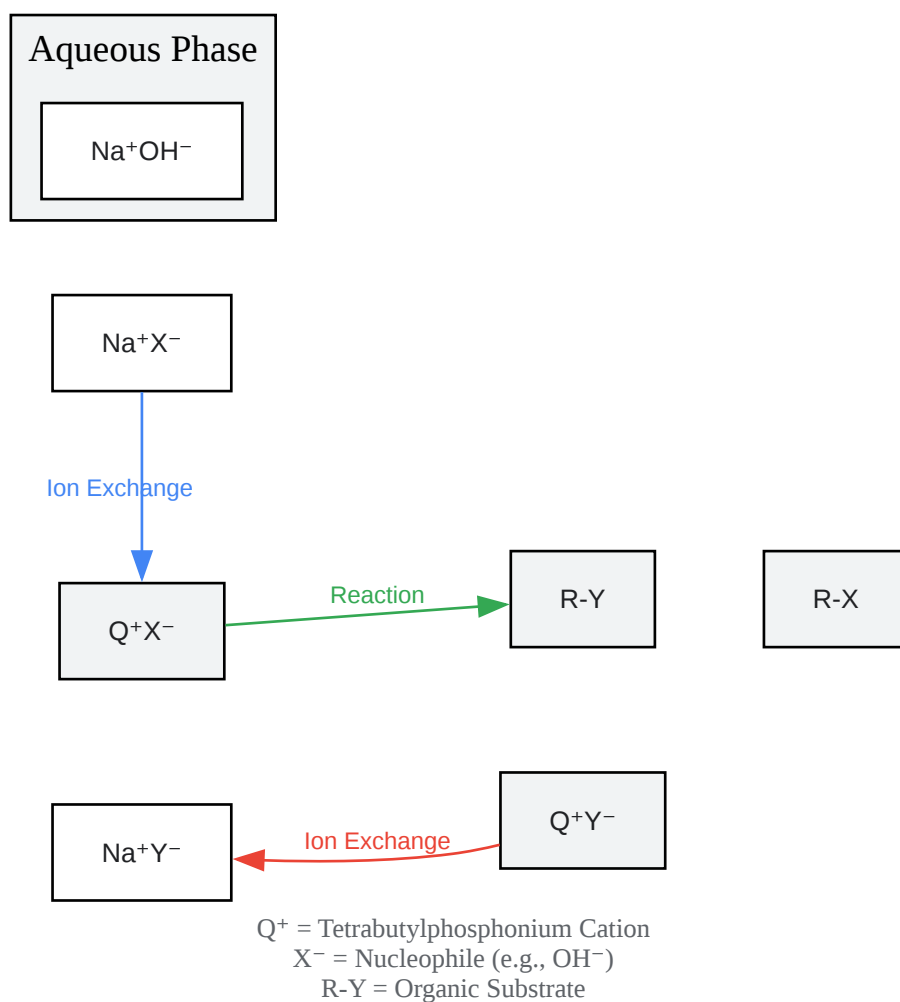 Aqueous Phase
Na⁺OH⁻
Na⁺X⁻
Ion Exchange
Reaction
R-Y
R-X
Q⁺X⁻
Q⁺Y⁻
Ion Exchange
Na⁺Y⁻
Q⁺ = Tetrabutylphosphonium Cation
X⁻ = Nucleophile (e.g., OH⁻)
R-Y = Organic Substrate